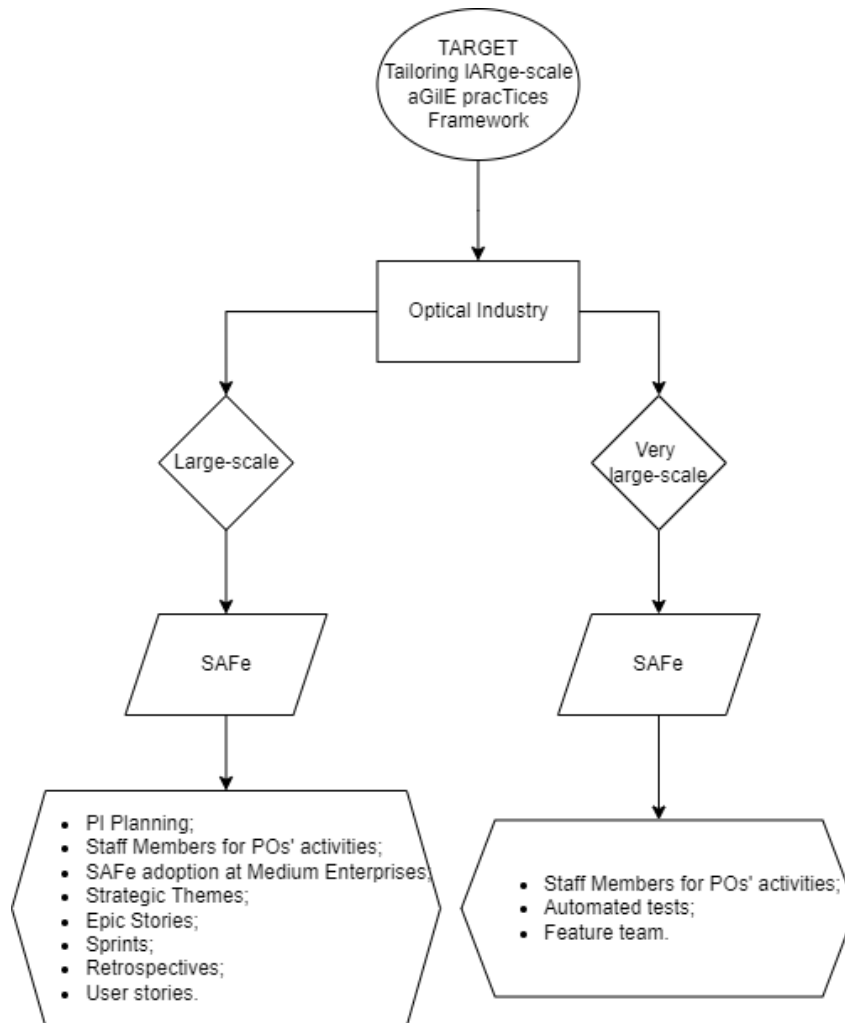 TARGET
Tailoring lARge-scale
aGilE pracTices
Framework
Optical Industry
Large-scale
Very
large-scale
SAFe
SAFe
• PI Planning;
• Staff Members for POs' activities;
• SAFe adoption at Medium Enterprises;
• Strategic Themes;
• Epic Stories;
• Sprints;
• Retrospectives;
• User stories.
• Staff Members for POs' activities;
• Automated tests;
• Feature team.